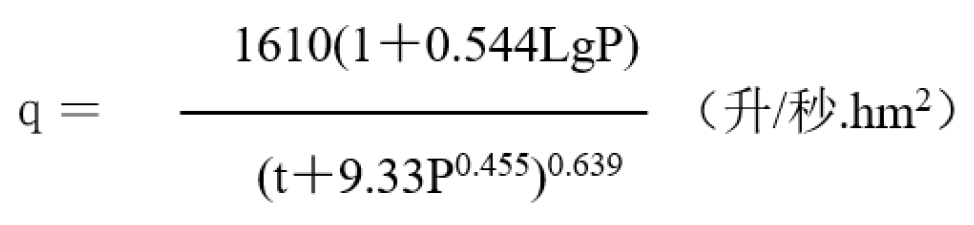 1610(1+0.544LgP)
q = （升/秒.hm²）
(t+9.33P^0.455)^0.639